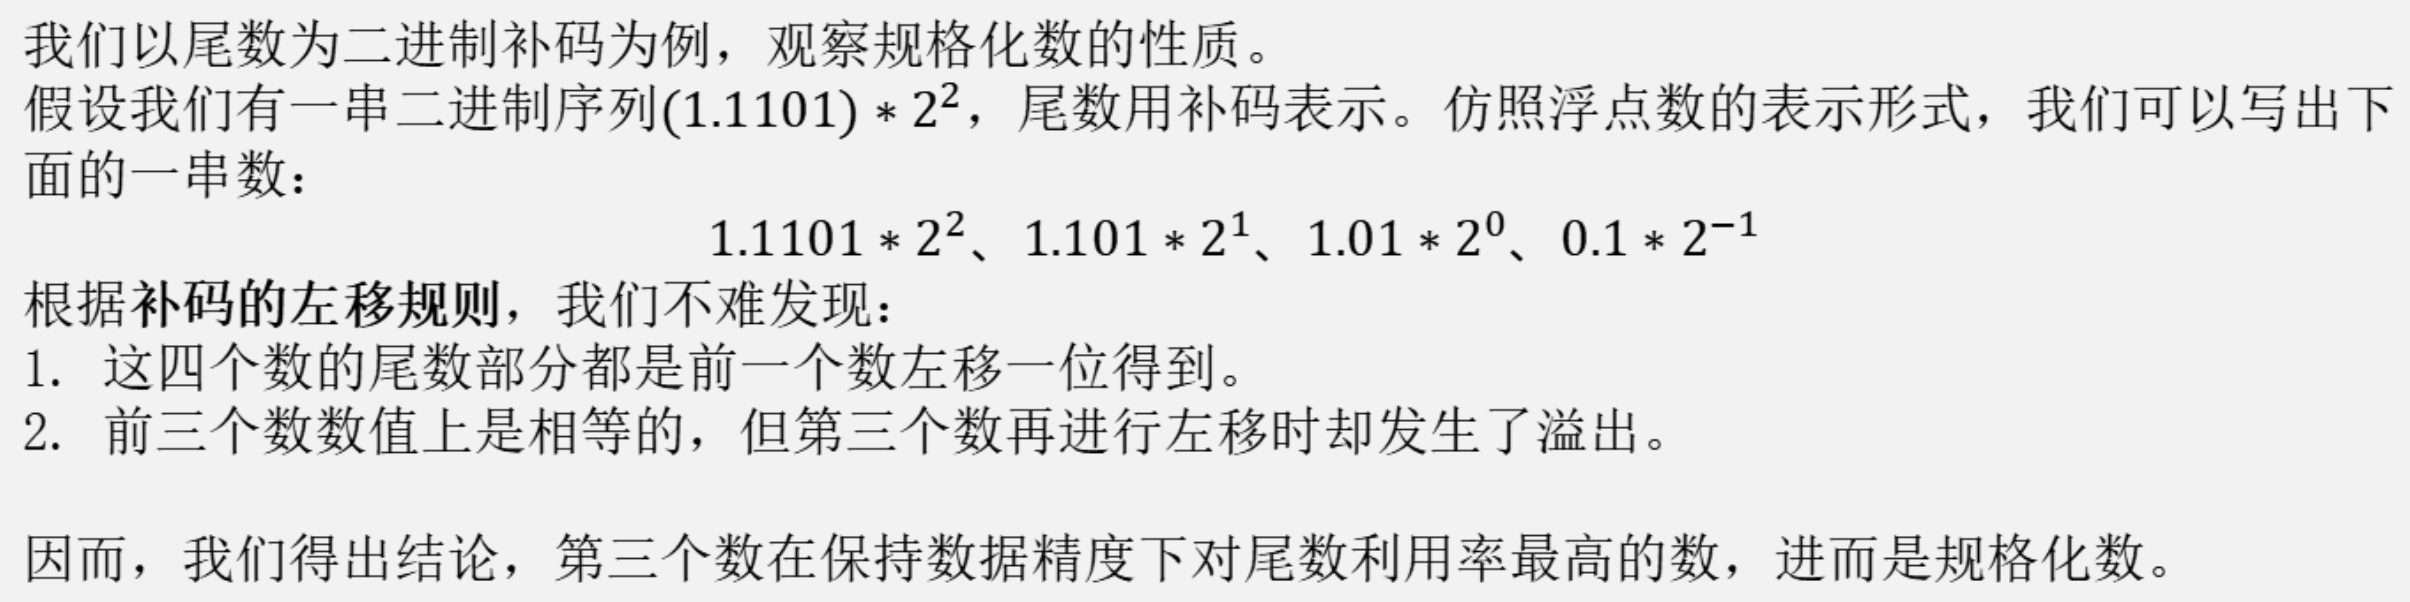 我们以尾数为二进制补码为例，观察规格化数的性质。
假设我们有一串二进制序列(1.1101) * 2²，尾数用补码表示。仿照浮点数的表示形式，我们可以写出下
面的一串数：
1.1101 * 2²、1.101 * 2¹、1.01 * 2⁰、0.1 * 2⁻¹
根据补码的左移规则，我们不难发现：
1. 这四个数的尾数部分都是前一个数左移一位得到。
2. 前三个数数值上是相等的，但第三个数再进行左移时却发生了溢出。
因而，我们得出结论，第三个数在保持数据精度下对尾数利用率最高的数，进而是规格化数。